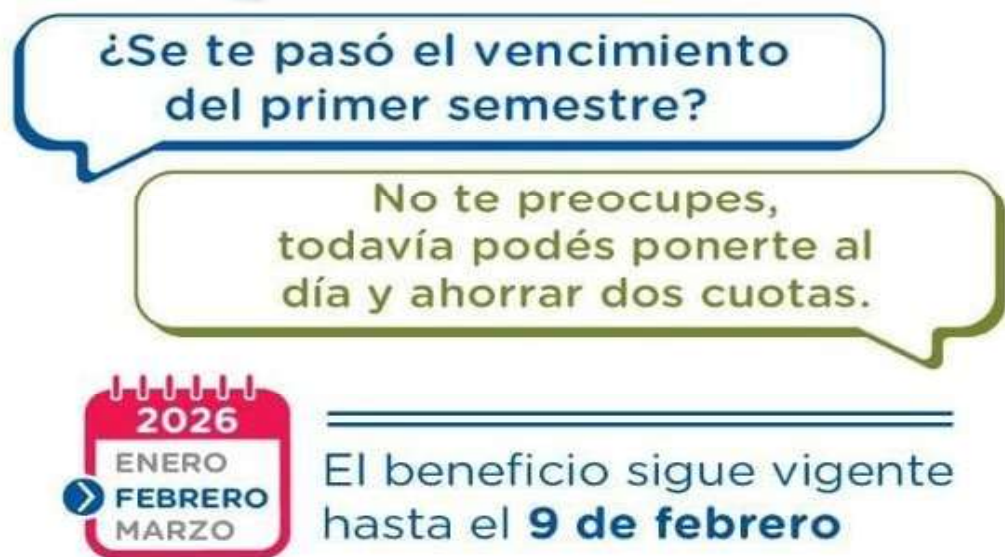 ¿Se te pasó el vencimiento
del primer semestre?
No te preocupes,
todavía podés ponerte al
día y ahorrar dos cuotas.
2026
ENERO
FEBRERO
MARZO
El beneficio sigue vigente
hasta el 9 de febrero